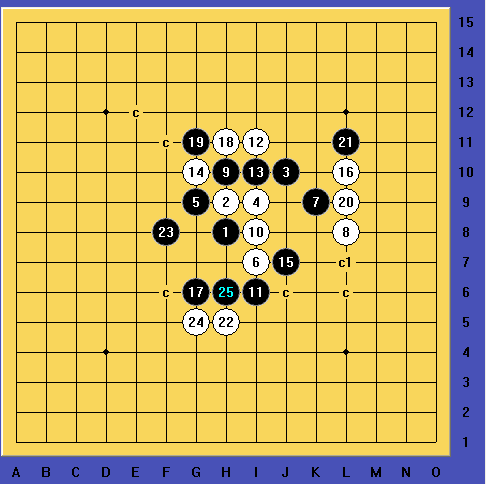 15
14
13
c 12
c 19 18 12 21 11
14 9 13 3 16 10
5 2 4 7 20 9
23 1 10 8 8
6 15 c1 7
c 17 25 11 c c 6
24 22 5
4
3
2
1
A B C D E F G H I J K L M N O